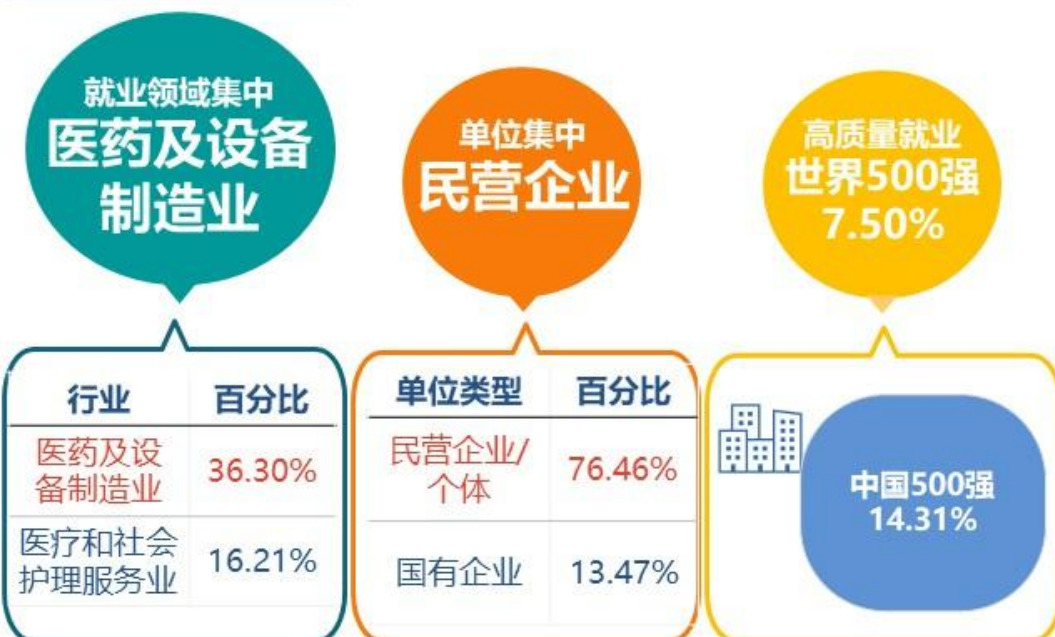 就业领域集中
医药及设备
制造业
单位集中
民营企业
高质量就业
世界500强
7.50%
行业 百分比
医药及设
备制造业 36.30%
医疗和社会
护理服务业 16.21%
单位类型 百分比
民营企业/
个体 76.46%
国有企业 13.47%
中国500强
14.31%